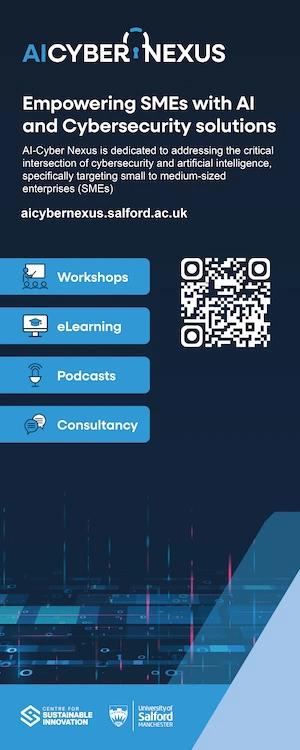 AICYBER NEXUS
Empowering SMEs with AI
and Cybersecurity solutions
AI-Cyber Nexus is dedicated to addressing the critical
intersection of cybersecurity and artificial intelligence,
specifically targeting small to medium-sized
enterprises (SMEs)
aicybernexus.salford.ac.uk
Workshops
eLearning
Podcasts
Consultancy
CENTRE FOR
SUSTAINABLE
INNOVATION
University of
Salford
MANCHESTER